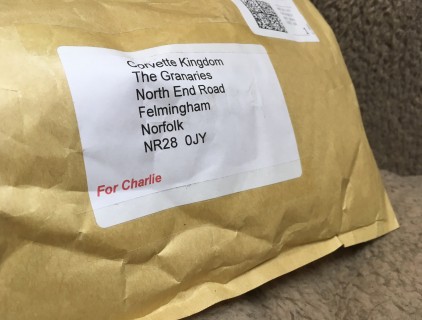 Corvette Kingdom
The Granaries
North End Road
Felmingham
Norfolk
NR28 0JY
For Charlie